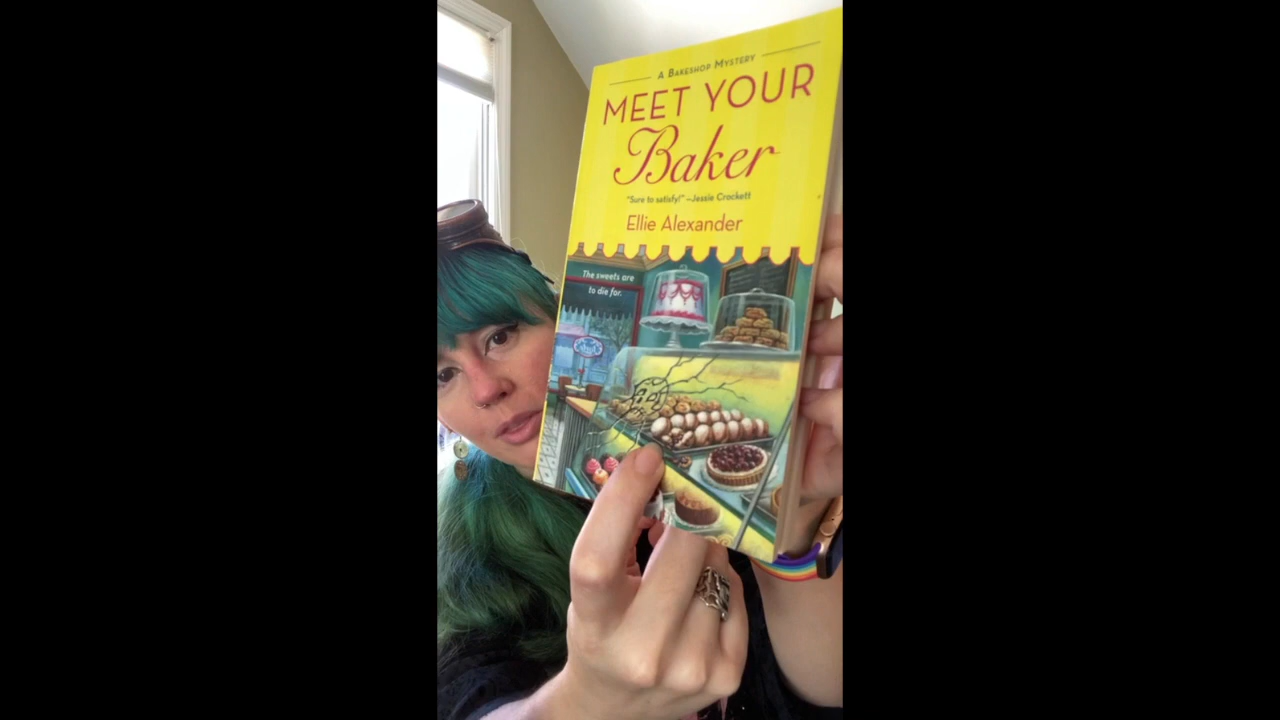 A BAKESHOP MYSTERY
MEET YOUR
Baker
"Sure to satisfy!" —Jessie Crockett
Ellie Alexander
The sweets are
to die for.